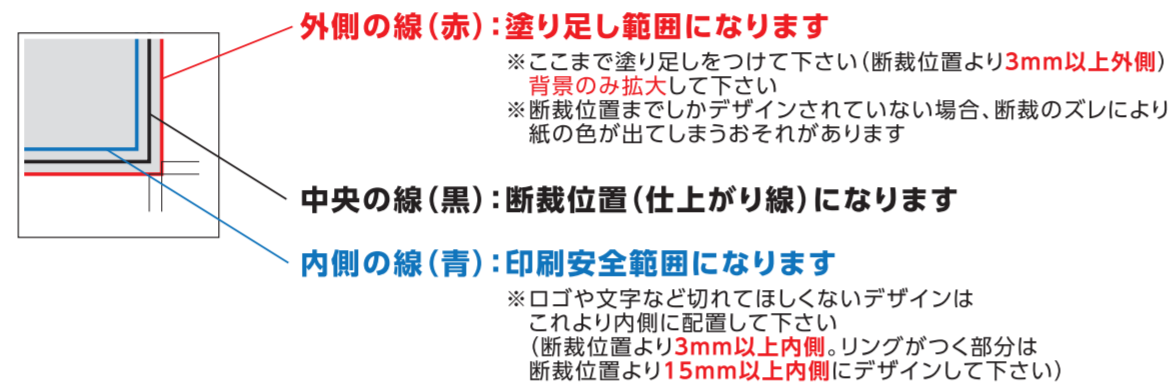 外側の線（赤）：塗り足し範囲になります
※ここまで塗り足しをつけて下さい（断裁位置より3mm以上外側）
背景のみ拡大して下さい
※断裁位置までしかデザインされていない場合、断裁のズレにより
紙の色が出てしまうおそれがあります
中央の線（黒）：断裁位置（仕上がり線）になります
内側の線（青）：印刷安全範囲になります
※ロゴや文字など切れてほしくないデザインは
これより内側に配置して下さい
（断裁位置より3mm以上内側。リングがつく部分は
断裁位置より15mm以上内側にデザインして下さい）